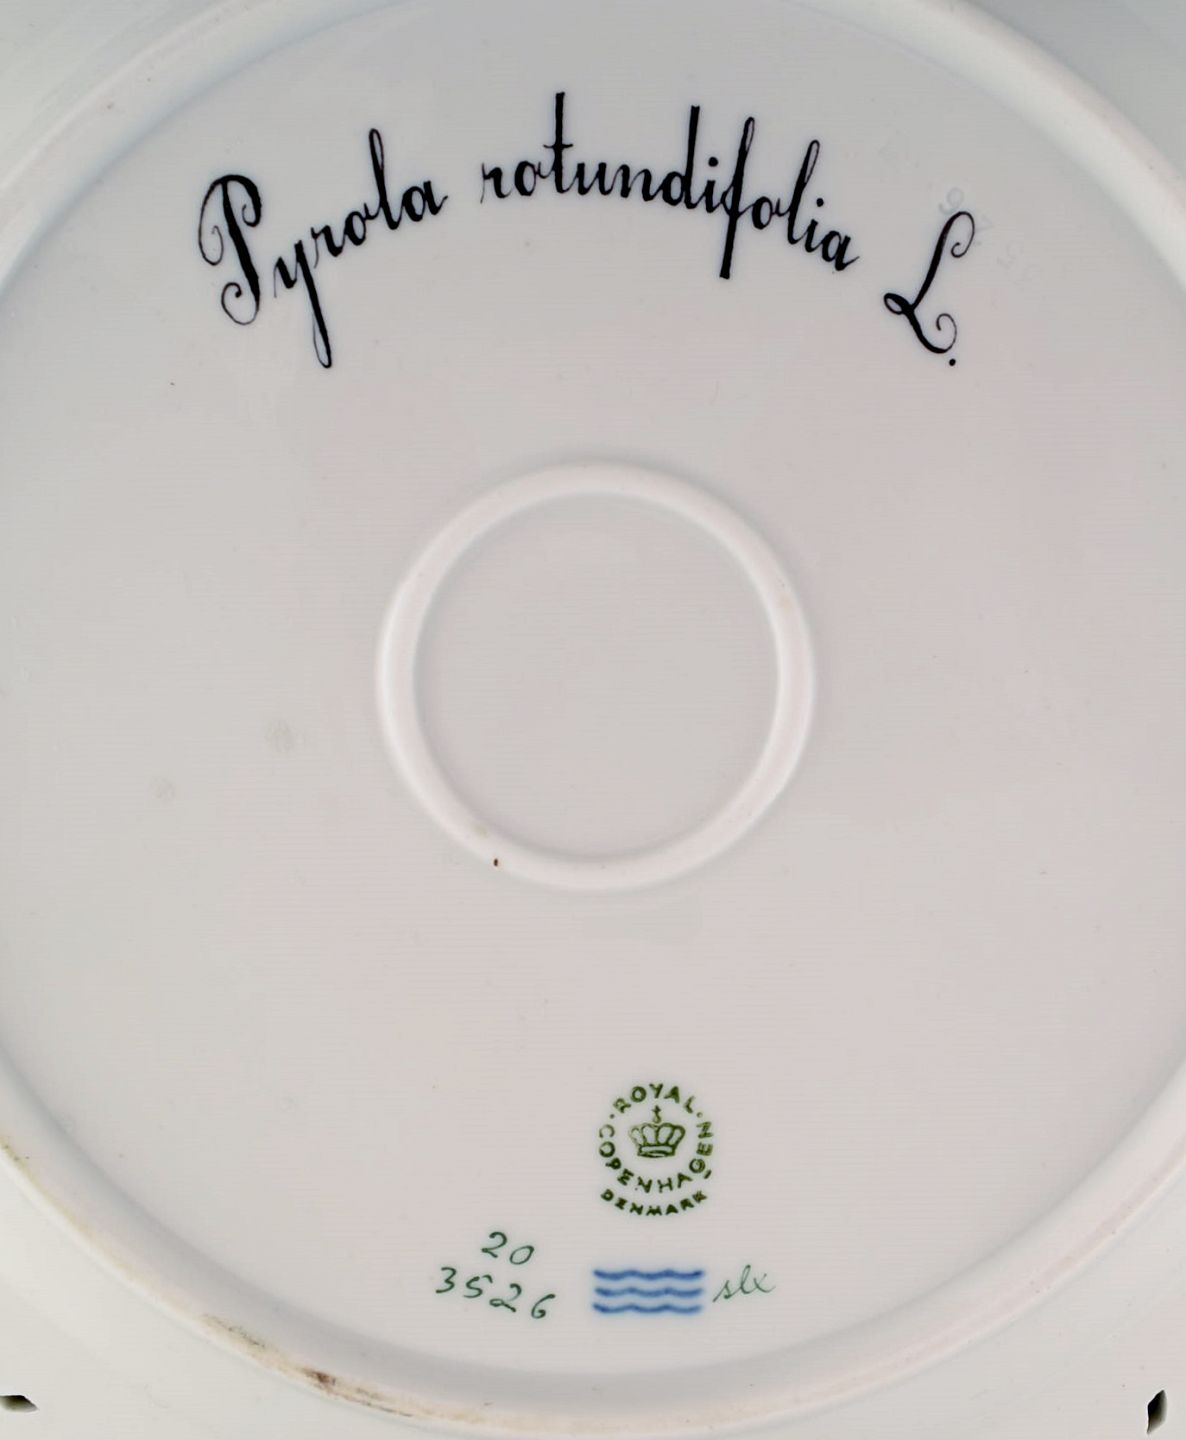 Pyrola rotundifolia L.
ROYAL
COPENHAGEN
DENMARK
20
3526
slx